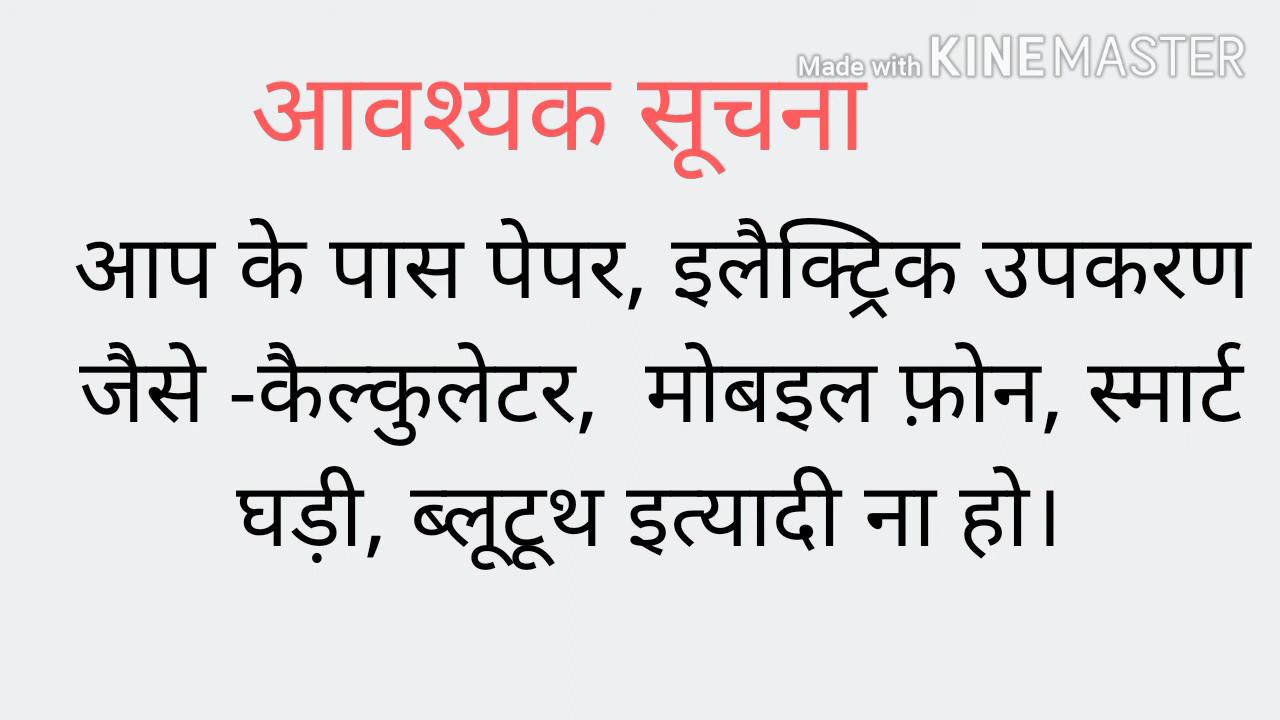 Made with KINEMASTER
आवश्यक सूचना
आप के पास पेपर, इलैक्ट्रिक उपकरण
जैसे -कैल्कुलेटर, मोबइल फ़ोन, स्मार्ट
घड़ी, ब्लूटूथ इत्यादी ना हो।